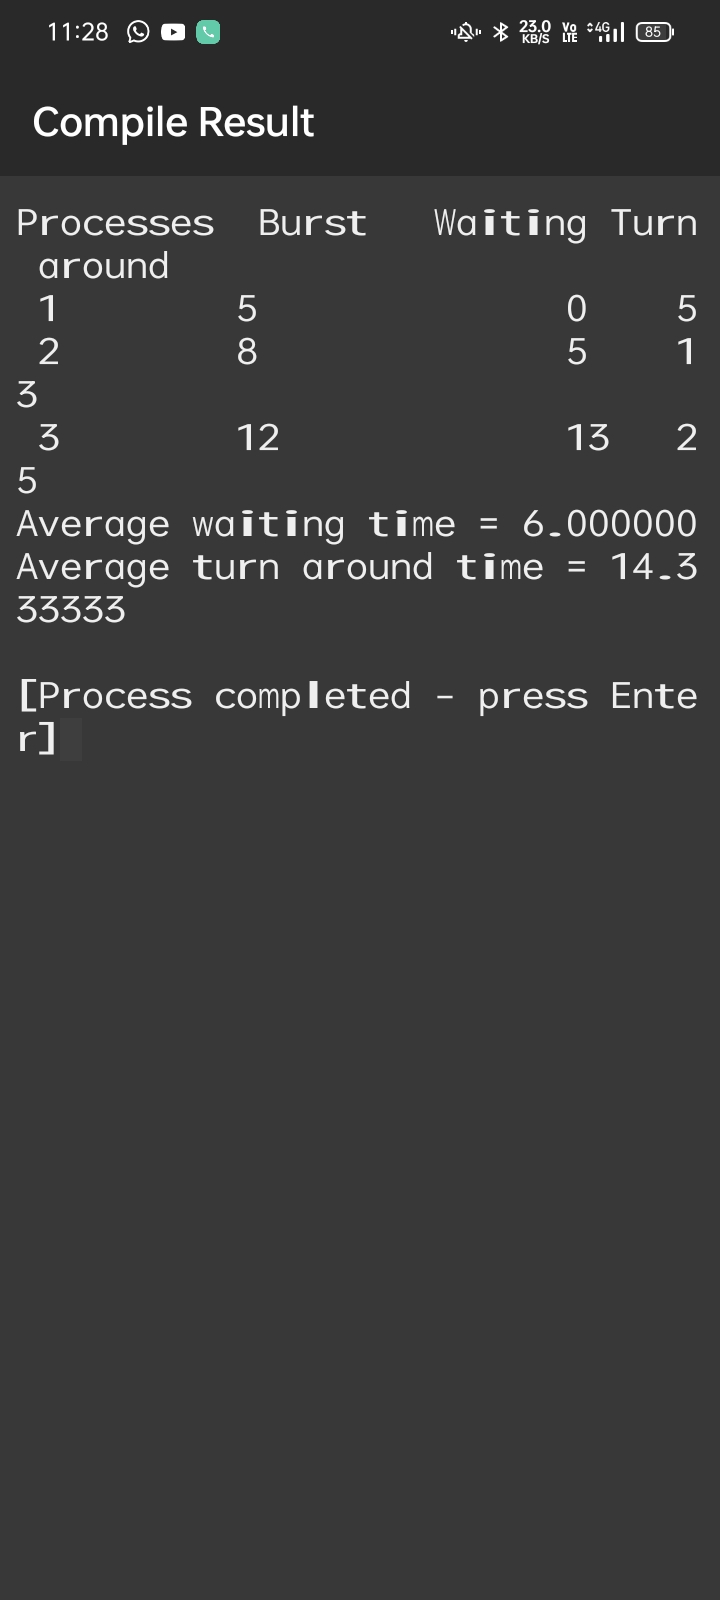 11:28 23.0 KB/S Vo LTE 4G 85
Compile Result
Processes  Burst   Waiting Turn
 around
 1        5              0    5
 2        8              5    1
3
 3        12             13   2
5
Average waiting time = 6.000000
Average turn around time = 14.3
33333
[Process completed - press Ente
r]